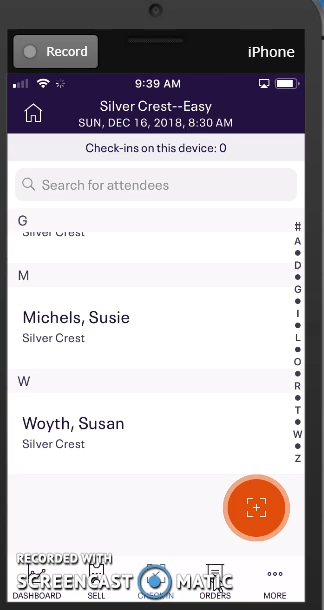 Record
iPhone
9:39 AM
Silver Crest--Easy
SUN, DEC 16, 2018, 8:30 AM
Check-ins on this device: 0
Search for attendees
G
Silver Crest
#
A
D
G
I
L
O
R
T
W
Z
M
Michels, Susie
Silver Crest
W
Woyth, Susan
Silver Crest
RECORDED WITH
SCREENCAST MATIC
DASHBOARD
SELL
CHECK-IN
ORDERS
MORE